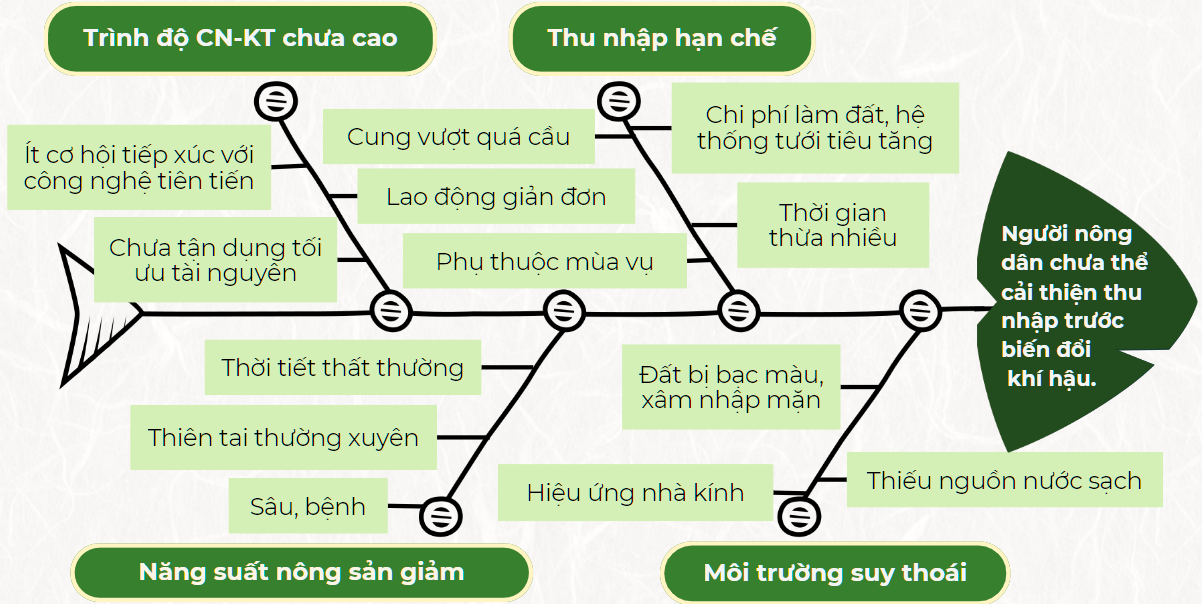 Trình độ CN-KT chưa cao
Thu nhập hạn chế
Ít cơ hội tiếp xúc với
công nghệ tiên tiến
Lao động giản đơn
Chưa tận dụng tối
ưu tài nguyên
Cung vượt quá cầu
Chi phí làm đất, hệ
thống tưới tiêu tăng
Thời gian
thừa nhiều
Phụ thuộc mùa vụ
Người nông
dân chưa thể
cải thiện thu
nhập trước
biến đổi
khí hậu.
Thời tiết thất thường
Thiên tai thường xuyên
Sâu, bệnh
Đất bị bạc màu,
xâm nhập mặn
Hiệu ứng nhà kính
Thiếu nguồn nước sạch
Năng suất nông sản giảm
Môi trường suy thoái